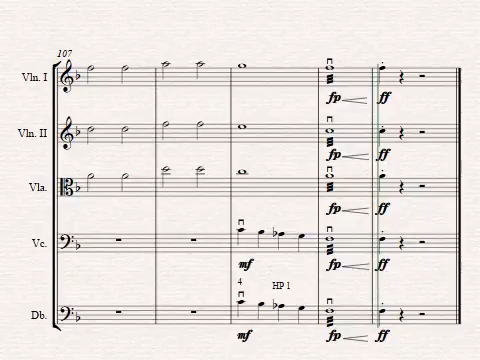 107
Vln. I
fp ff
Vln. II
fp ff
Vla.
fp ff
Vc.
mf fp ff
4 HP 1
Db.
mf fp ff